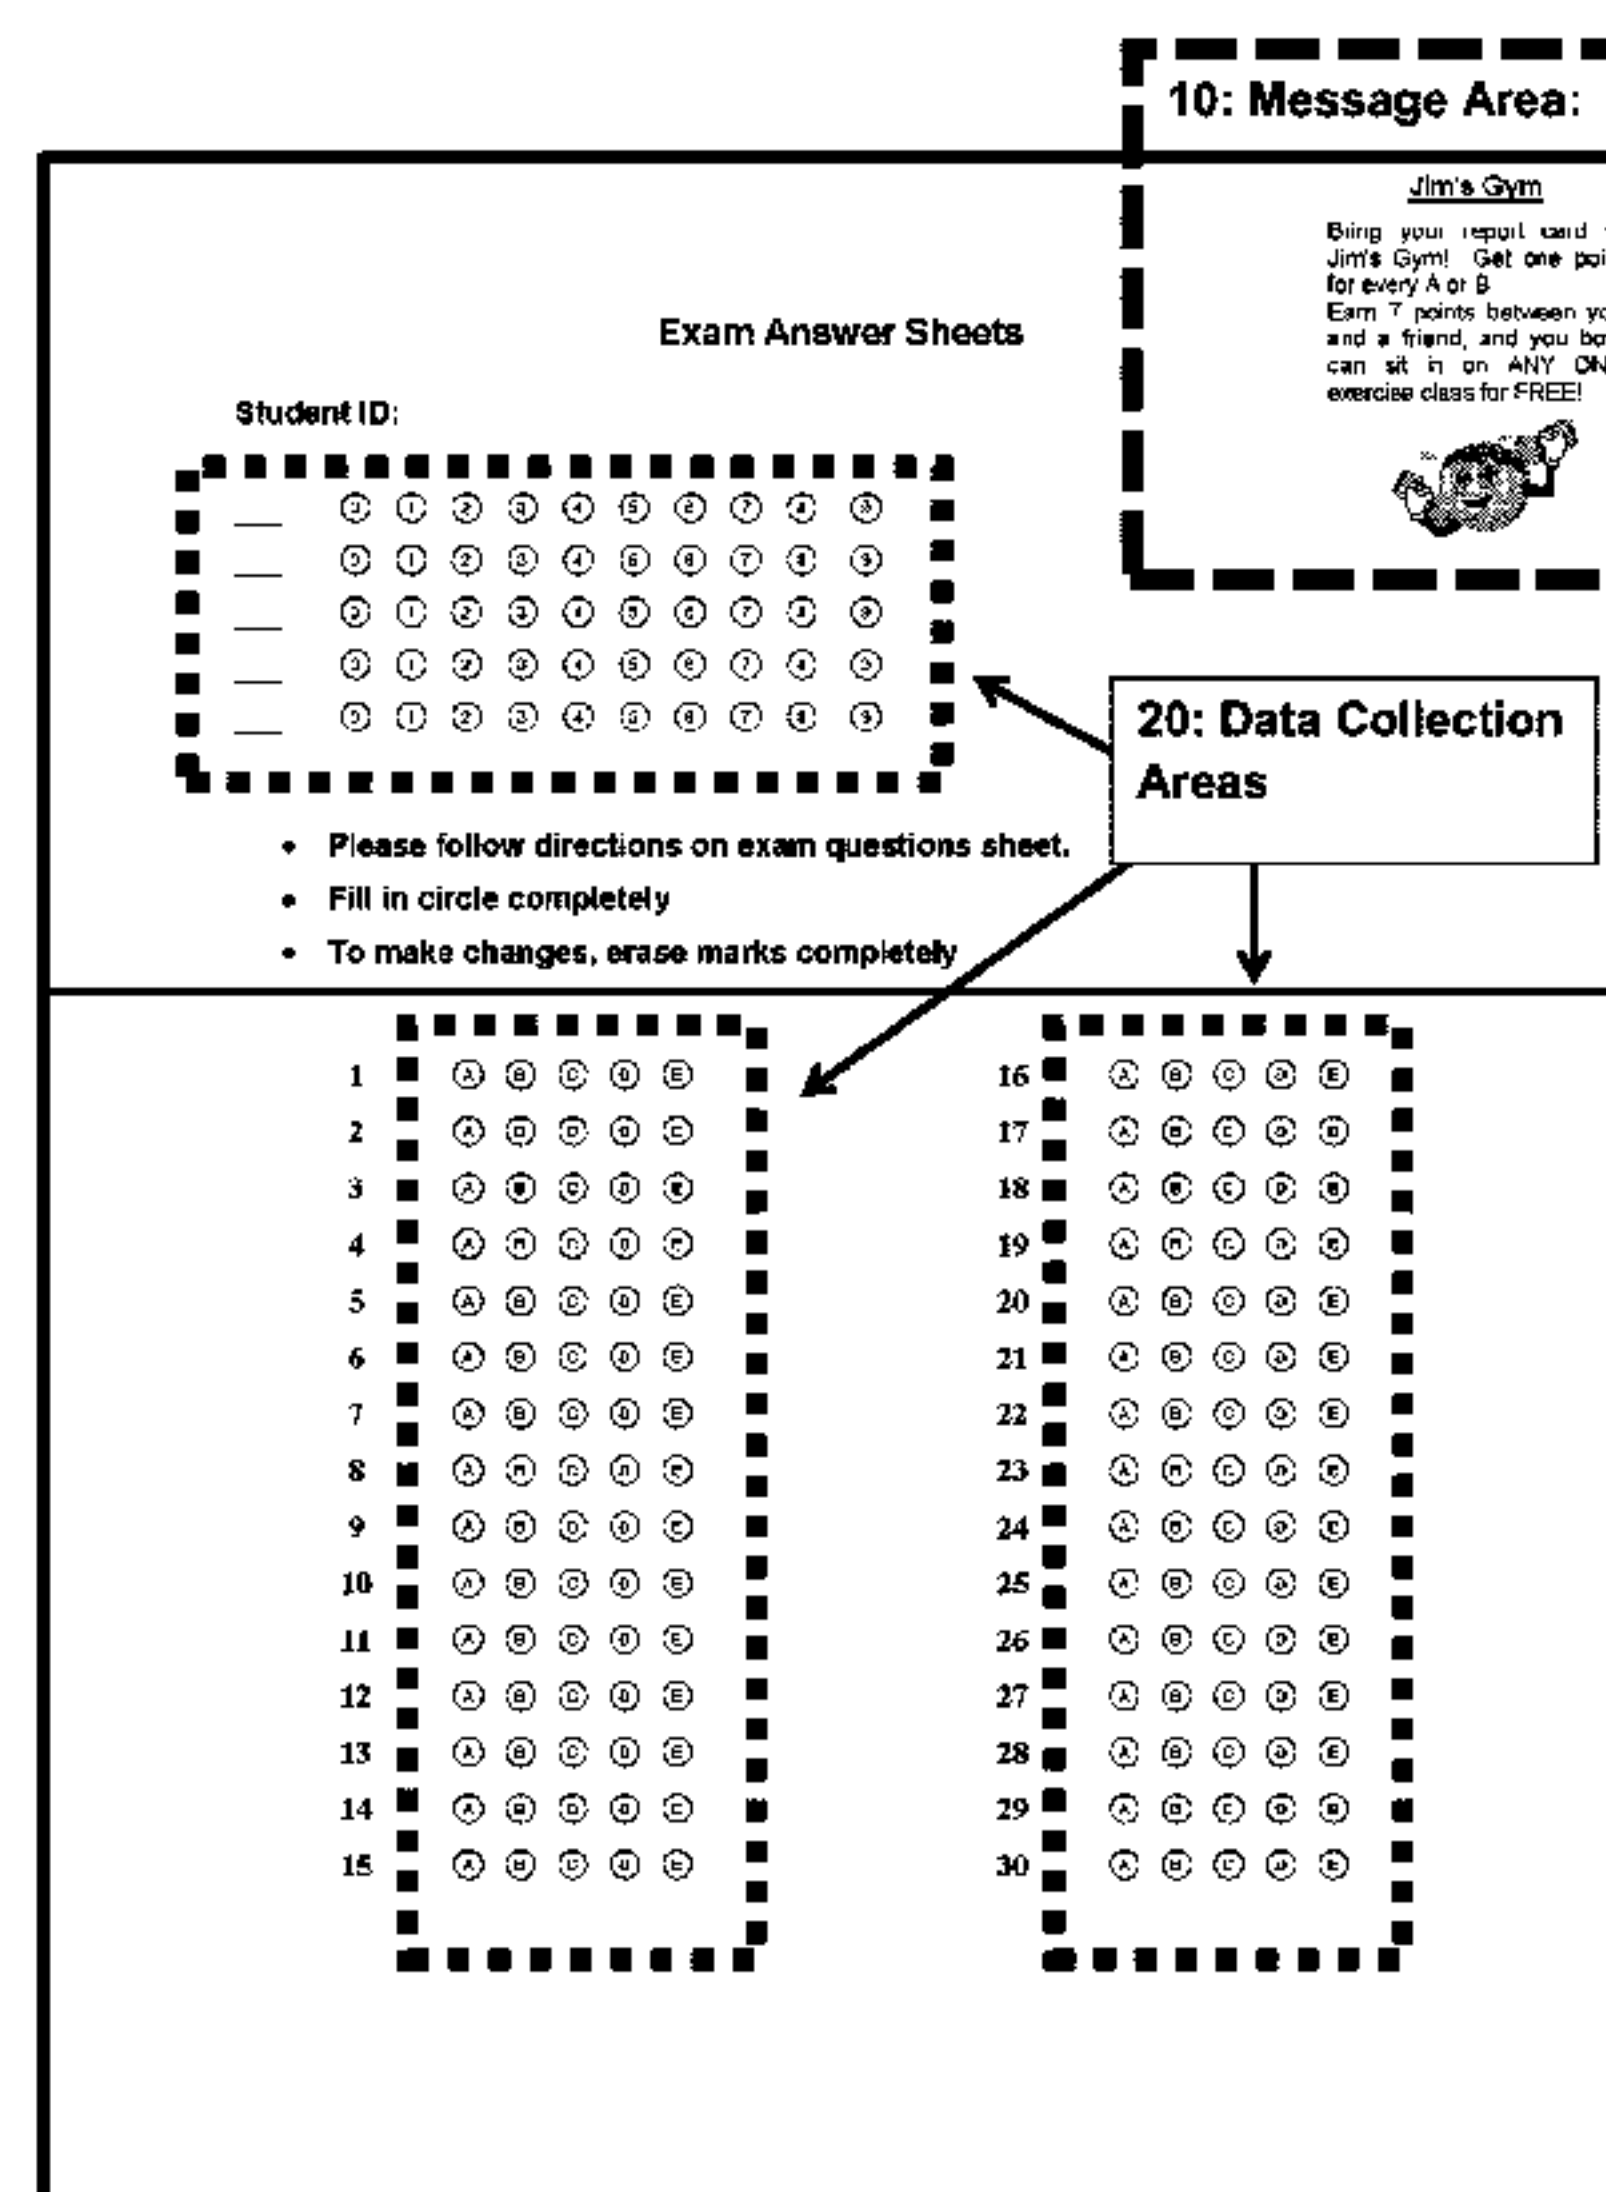 10: Message Area:
Jim's Gym
Bring your report card
Jim's Gym! Get one
for every A or B
Earn 7 points between
and a friend, and you
can sit in on ANY
exercise class for FREE!
Exam Answer Sheets
Student ID:
0 1 2 3 4 5 6 7 8 9
0 1 2 3 4 5 6 7 8 9
0 1 2 3 4 5 6 7 8 9
0 1 2 3 4 5 6 7 8 9
0 1 2 3 4 5 6 7 8 9
20: Data Collection
Areas
• Please follow directions on exam questions sheet.
• Fill in circle completely
• To make changes, erase marks completely
1 A B C D E
2 A B C D E
3 A B C D E
4 A B C D E
5 A B C D E
6 A B C D E
7 A B C D E
8 A B C D E
9 A B C D E
10 A B C D E
11 A B C D E
12 A B C D E
13 A B C D E
14 A B C D E
15 A B C D E
16 A B C D E
17 A B C D E
18 A B C D E
19 A B C D E
20 A B C D E
21 A B C D E
22 A B C D E
23 A B C D E
24 A B C D E
25 A B C D E
26 A B C D E
27 A B C D E
28 A B C D E
29 A B C D E
30 A B C D E